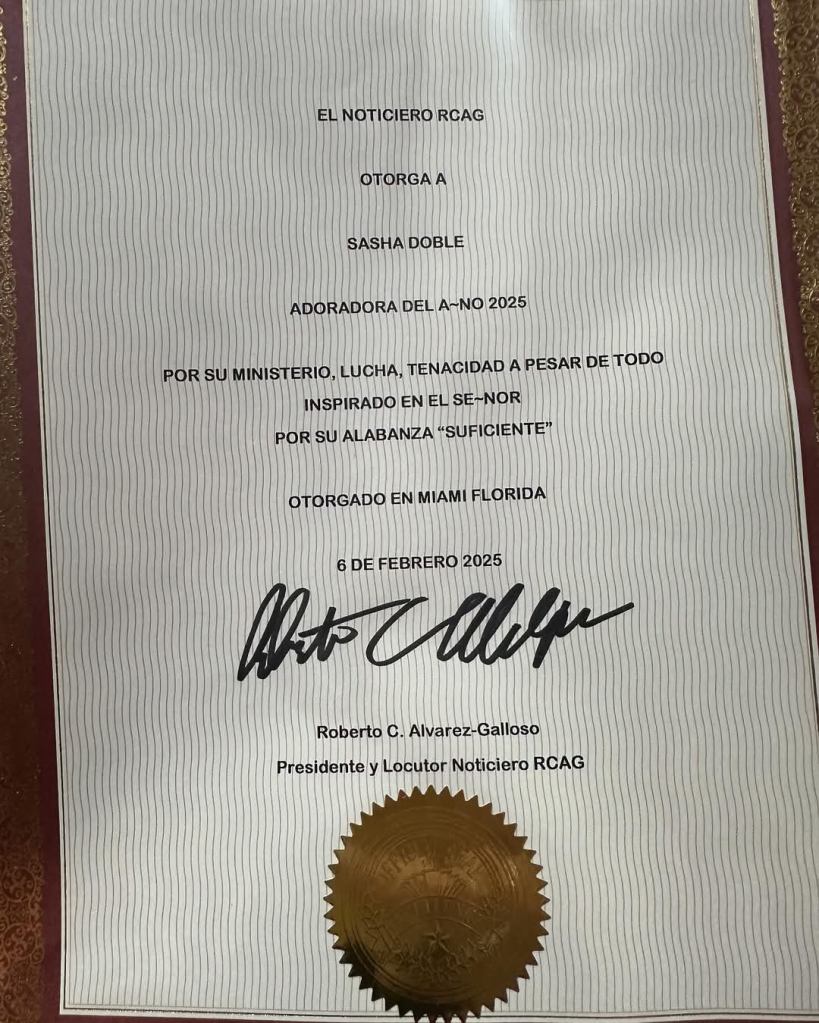 EL NOTICIERO RCAG
OTORGA A
SASHA DOBLE
ADORADORA DEL A~NO 2025
POR SU MINISTERIO, LUCHA, TENACIDAD A PESAR DE TODO
INSPIRADO EN EL SE~NOR
POR SU ALABANZA “SUFICIENTE”
OTORGADO EN MIAMI FLORIDA
6 DE FEBRERO 2025
Roberto C. Alvarez-Galloso
Presidente y Locutor Noticiero RCAG